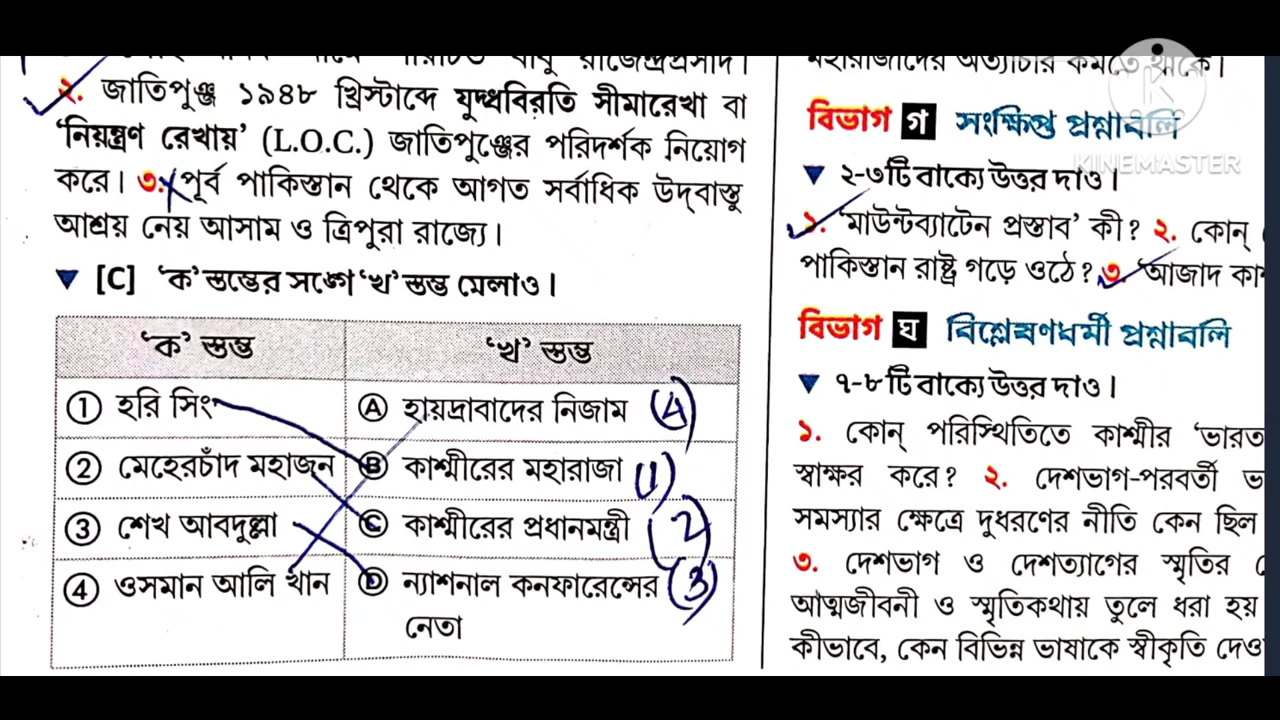 রাজেন্দ্রপ্রসাদ।
২. জাতিপুঞ্জ ১৯৪৮ খ্রিস্টাব্দে যুদ্ধবিরতি সীমারেখা বা
‘নিয়ন্ত্রণ রেখায়’ (L.O.C.) জাতিপুঞ্জের পরিদর্শক নিয়োগ
করে। ৩. পূর্ব পাকিস্তান থেকে আগত সর্বাধিক উদ্‌বাস্তু
আশ্রয় নেয় আসাম ও ত্রিপুরা রাজ্যে।
▼ [C] ‘ক’ স্তম্ভের সঙ্গে ‘খ’ স্তম্ভ মেলাও।
‘ক’ স্তম্ভ ‘খ’ স্তম্ভ
① হরি সিং Ⓐ হায়দ্রাবাদের নিজাম (4)
② মেহেরচাঁদ মহাজন Ⓑ কাশ্মীরের মহারাজা (1)
③ শেখ আবদুল্লা Ⓒ কাশ্মীরের প্রধানমন্ত্রী (2)
④ ওসমান আলি খান Ⓓ ন্যাশনাল কনফারেন্সের (3)
নেতা
মহারাজাদের অত্যাচার কমতে থাকে।
বিভাগ গ সংক্ষিপ্ত প্রশ্নাবলি
KINEMASTER
▼ ২-৩টি বাক্যে উত্তর দাও।
১. ‘মাউন্টব্যাটেন প্রস্তাব’ কী? ২. কোন্
পাকিস্তান রাষ্ট্র গড়ে ওঠে? ৩. ‘আজাদ
বিভাগ ঘ বিশ্লেষণধর্মী প্রশ্নাবলি
▼ ৭-৮টি বাক্যে উত্তর দাও।
১. কোন্ পরিস্থিতিতে কাশ্মীর ‘ভারত
স্বাক্ষর করে? ২. দেশভাগ-পরবর্তী
সমস্যার ক্ষেত্রে দুধরণের নীতি কেন ছিল
৩. দেশভাগ ও দেশত্যাগের স্মৃতির
আত্মজীবনী ও স্মৃতিকথায় তুলে ধরা হয়
কীভাবে, কেন বিভিন্ন ভাষাকে স্বীকৃতি